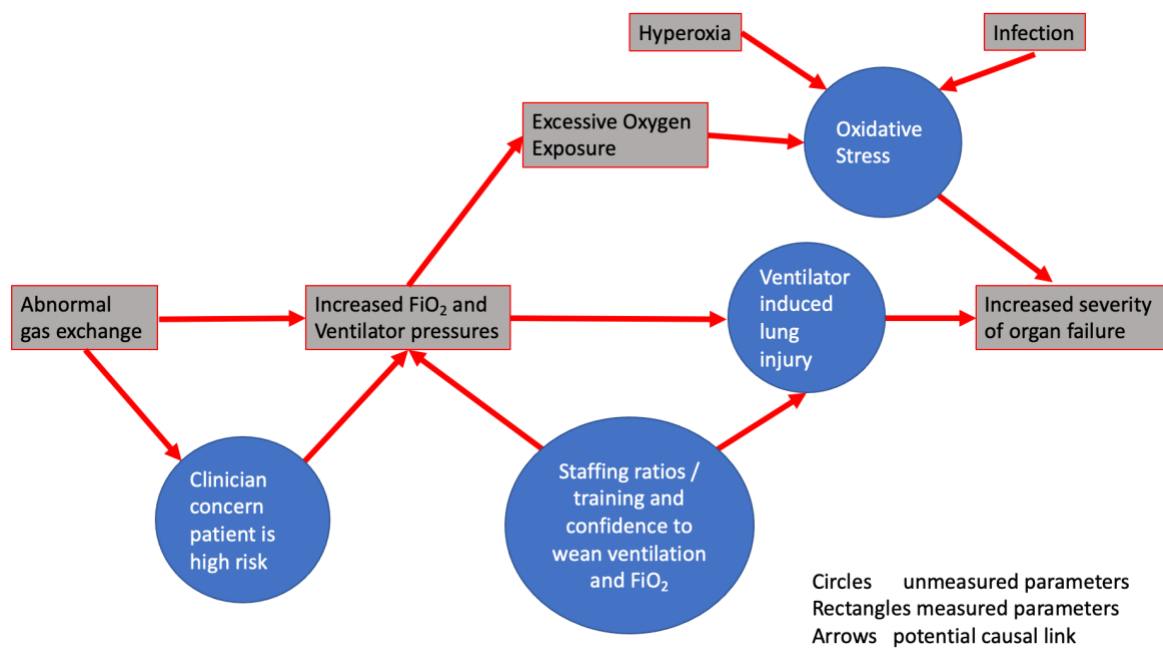 Hyperoxia
Infection
Excessive Oxygen
Exposure
Oxidative
Stress
Abnormal
gas exchange
Increased FiO₂ and
Ventilator pressures
Ventilator
induced
lung
injury
Increased severity
of organ failure
Clinician
concern
patient is
high risk
Staffing ratios /
training and
confidence to
wean ventilation
and FiO₂
Circles unmeasured parameters
Rectangles measured parameters
Arrows potential causal link